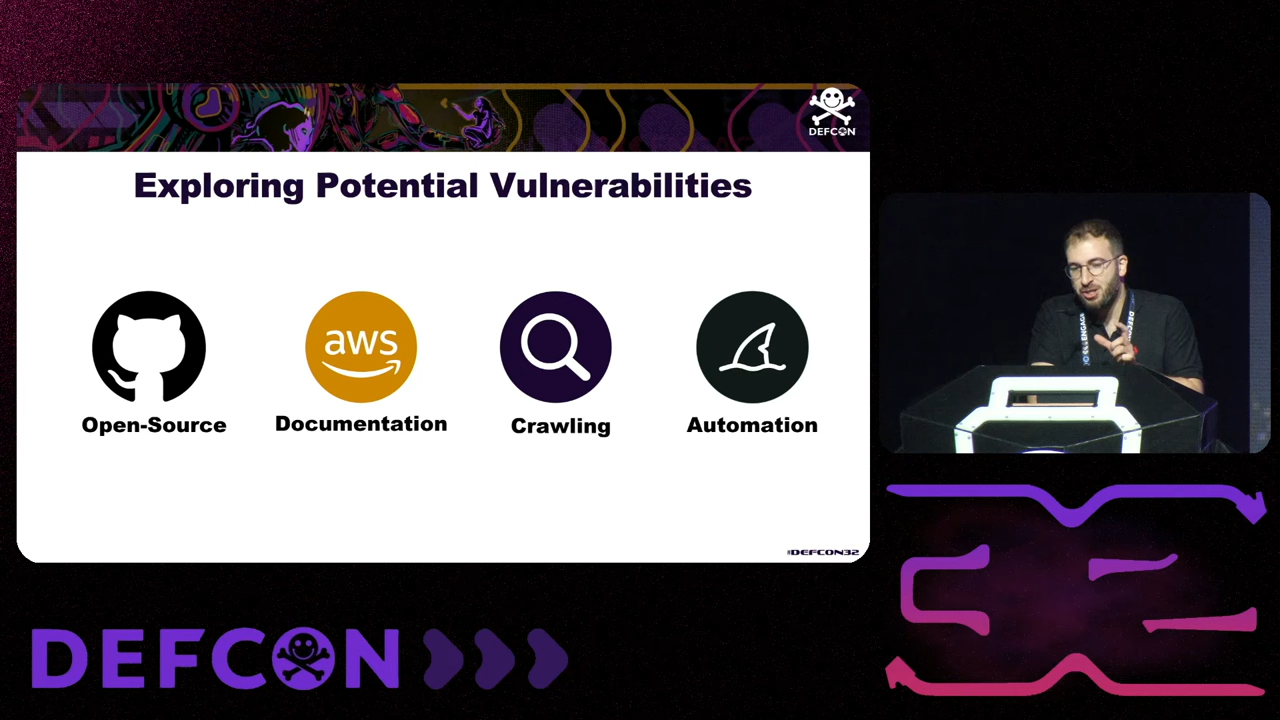 DEFCON
Exploring Potential Vulnerabilities
aws
Open-Source
Documentation
Crawling
Automation
#DEFCON32
DEFCON